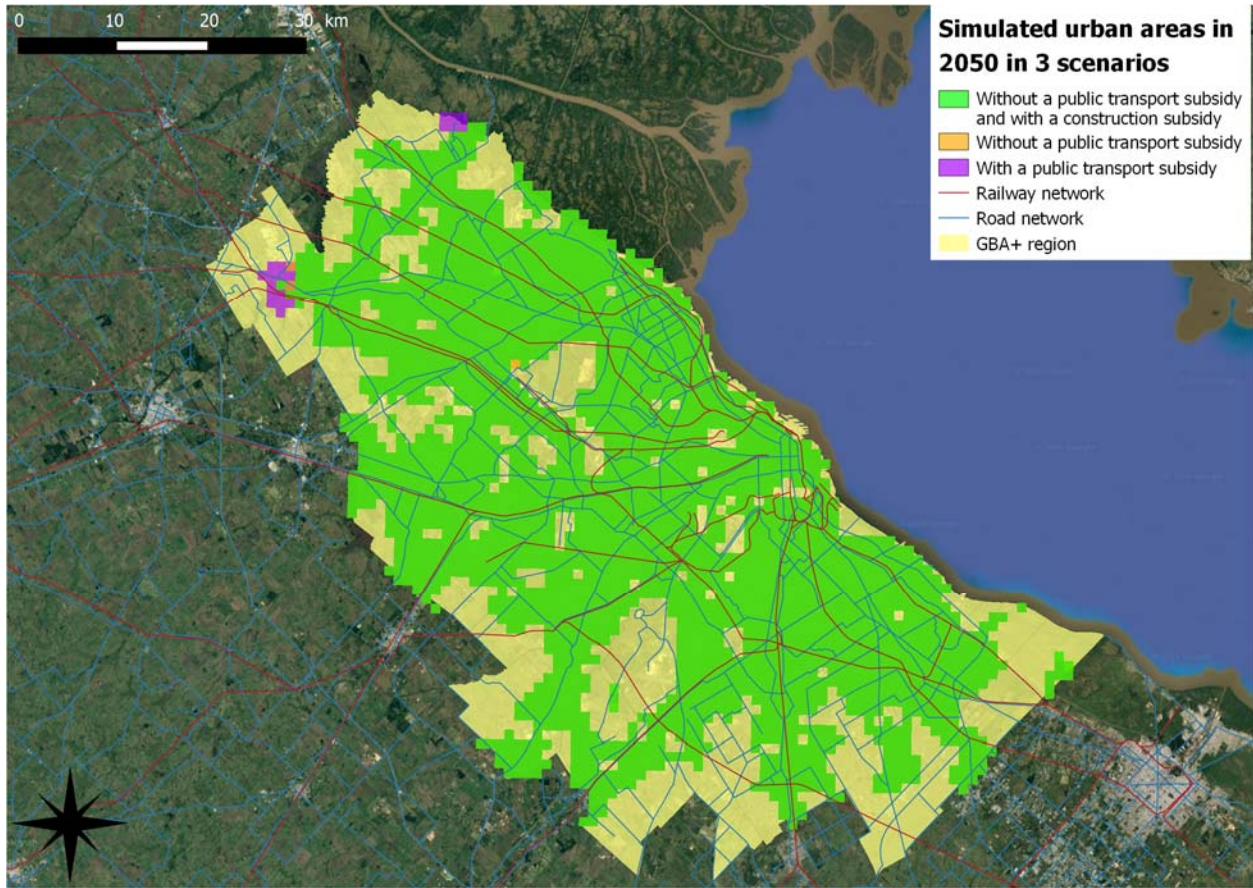 0 10 20 30 km
Simulated urban areas in
2050 in 3 scenarios
Without a public transport subsidy
and with a construction subsidy
Without a public transport subsidy
With a public transport subsidy
Railway network
Road network
GBA+ region